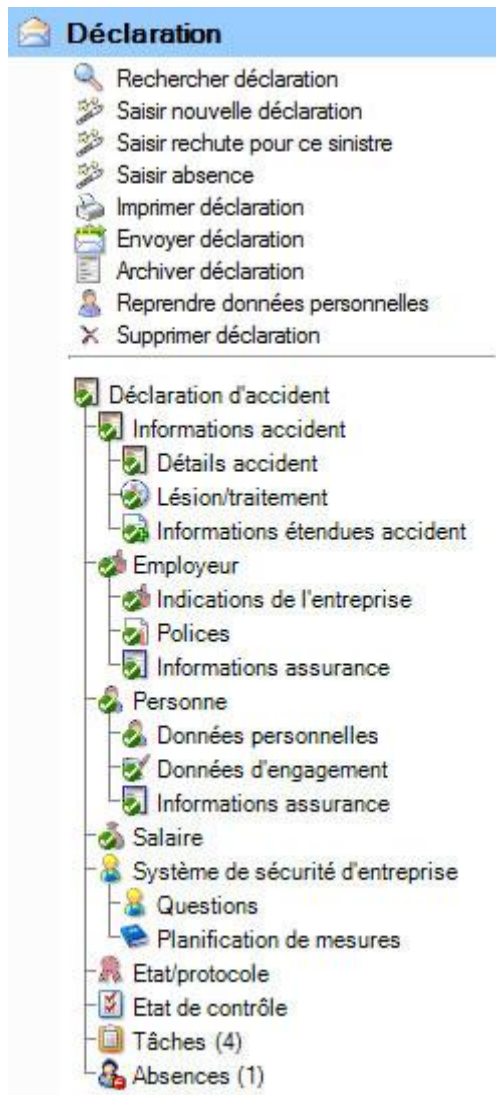 Déclaration
Rechercher déclaration
Saisir nouvelle déclaration
Saisir rechute pour ce sinistre
Saisir absence
Imprimer déclaration
Envoyer déclaration
Archiver déclaration
Reprendre données personnelles
Supprimer déclaration
Déclaration d'accident
Informations accident
Détails accident
Lésion/traitement
Informations étendues accident
Employeur
Indications de l'entreprise
Polices
Informations assurance
Personne
Données personnelles
Données d'engagement
Informations assurance
Salaire
Système de sécurité d'entreprise
Questions
Planification de mesures
Etat/protocole
Etat de contrôle
Tâches (4)
Absences (1)